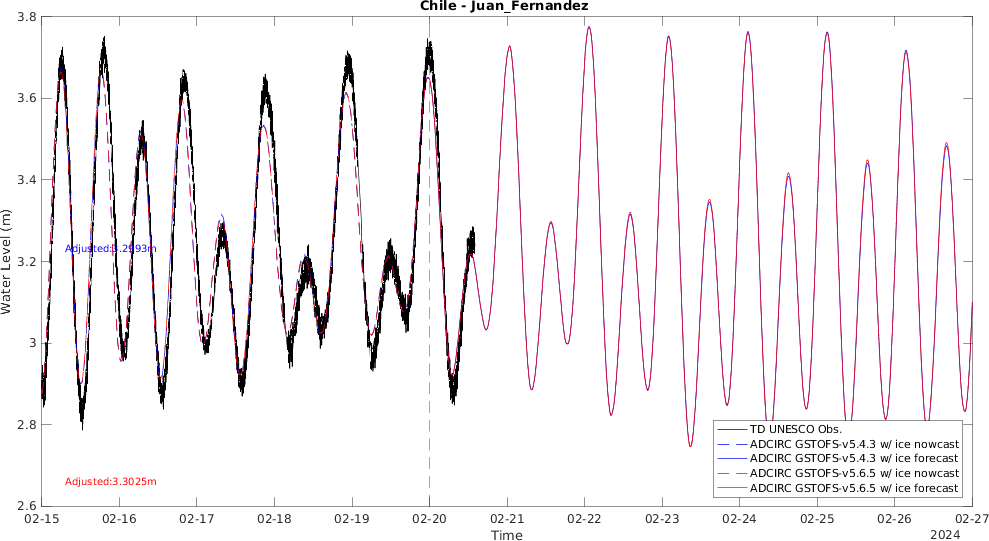 Chile - Juan_Fernandez
Water Level (m)
3.8
3.6
3.4
3.2
3
2.8
2.6
Adjusted:3.2993m
Adjusted:3.3025m
TD UNESCO Obs.
ADCIRC GSTOFS-v5.4.3 w/ ice nowcast
ADCIRC GSTOFS-v5.4.3 w/ ice forecast
ADCIRC GSTOFS-v5.6.5 w/ ice nowcast
ADCIRC GSTOFS-v5.6.5 w/ ice forecast
02-15 02-16 02-17 02-18 02-19 02-20 02-21 02-22 02-23 02-24 02-25 02-26 02-27
Time
2024